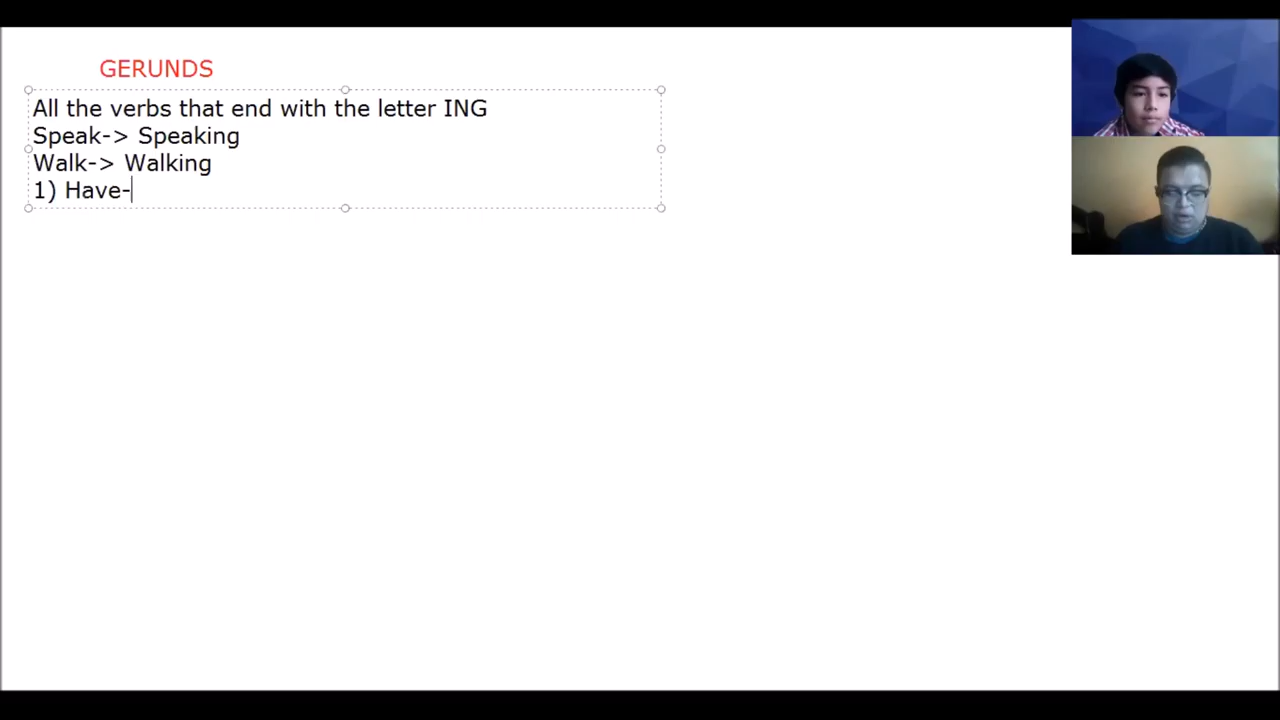 GERUNDS
All the verbs that end with the letter ING
Speak-> Speaking
Walk-> Walking
1) Have-